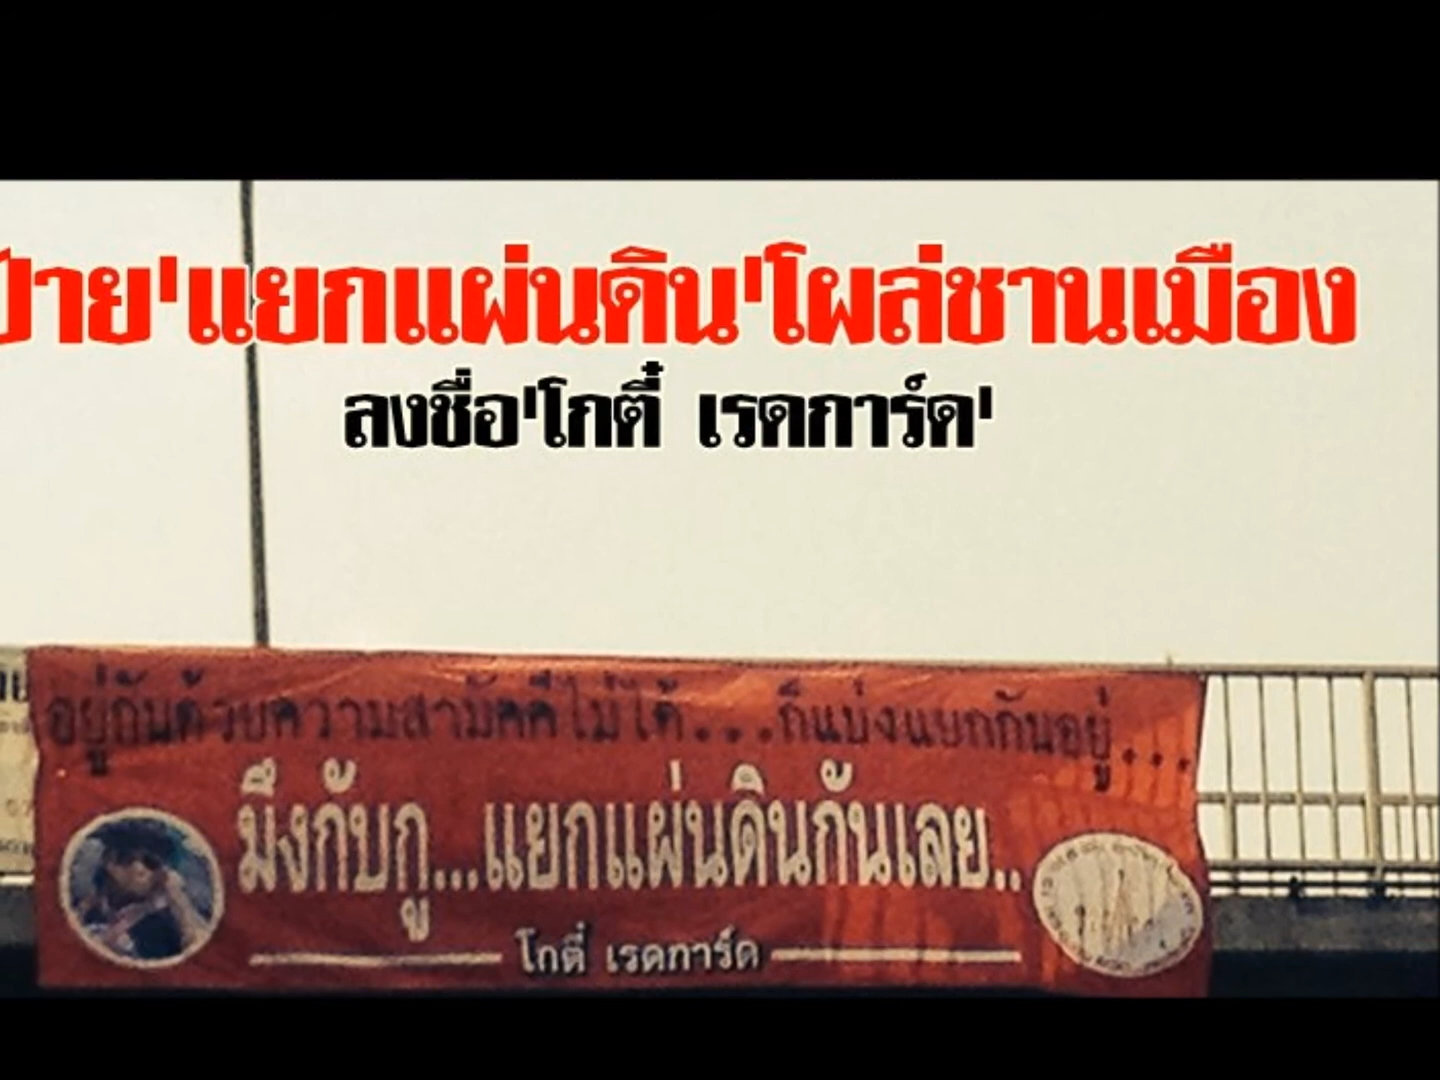 ป้าย'แยกแผ่นดิน'โผล่ชานเมือง
ลงชื่อ'โกตี๋ เรดการ์ด'
อยู่กันด้วยความสามัคคีไม่ได้...ก็แบ่งแยกกันอยู่...
มึงกับกู...แยกแผ่นดินกันเลย..
โกตี๋ เรดการ์ด